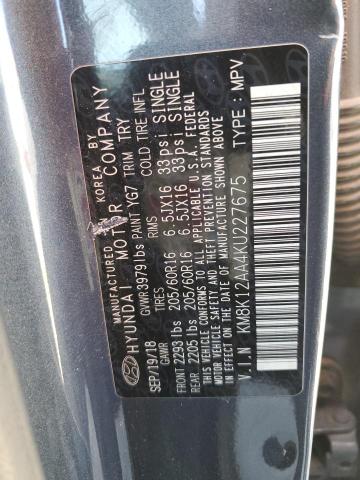 MANUFACTURED BY
HYUNDAI MOTOR COMPANY KOREA
SEP/19/18 GVWR 3979 lbs PAINT YG7 TRIM TRY
GAWR TIRES RIMS COLD TIRE INFL
FRONT 2293 lbs 205/60R16 6.5JX16 33psi SINGLE
REAR 2205 lbs 205/60R16 6.5JX16 33psi SINGLE
THIS VEHICLE CONFORMS TO ALL APPLICABLE U.S.A. FEDERAL
MOTOR VEHICLE SAFETY, BUMPER, AND THEFT PREVENTION STANDARDS
IN EFFECT ON THE DATE OF MANUFACTURE SHOWN ABOVE
V.I.N : KM8K12AA4KU227675 TYPE : MPV